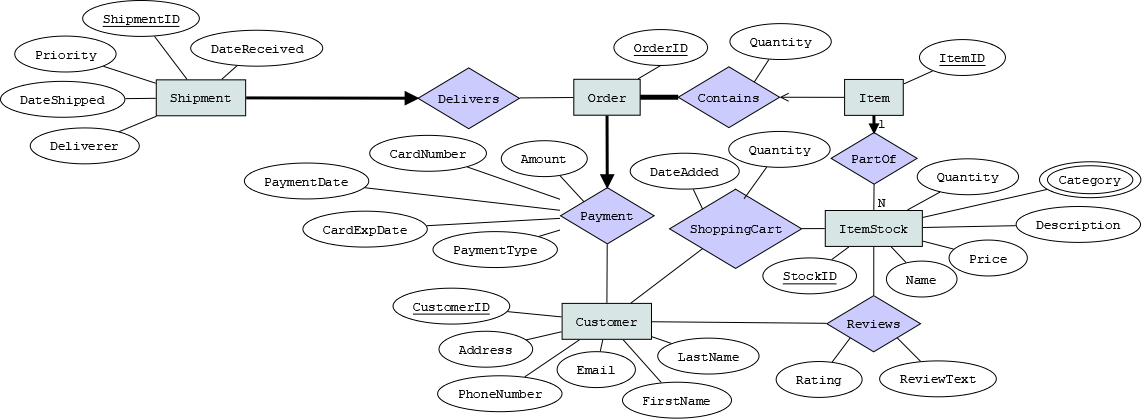 ShipmentID
Priority
DateReceived
DateShipped
Shipment
Deliverer
Delivers
OrderID
Order
Quantity
Contains
ItemID
Item
1
PartOf
N
CardNumber
Amount
PaymentDate
CardExpDate
PaymentType
Payment
DateAdded
Quantity
ShoppingCart
Quantity
Category
Description
ItemStock
Price
Name
StockID
CustomerID
Customer
Address
PhoneNumber
Email
FirstName
LastName
Reviews
Rating
ReviewText